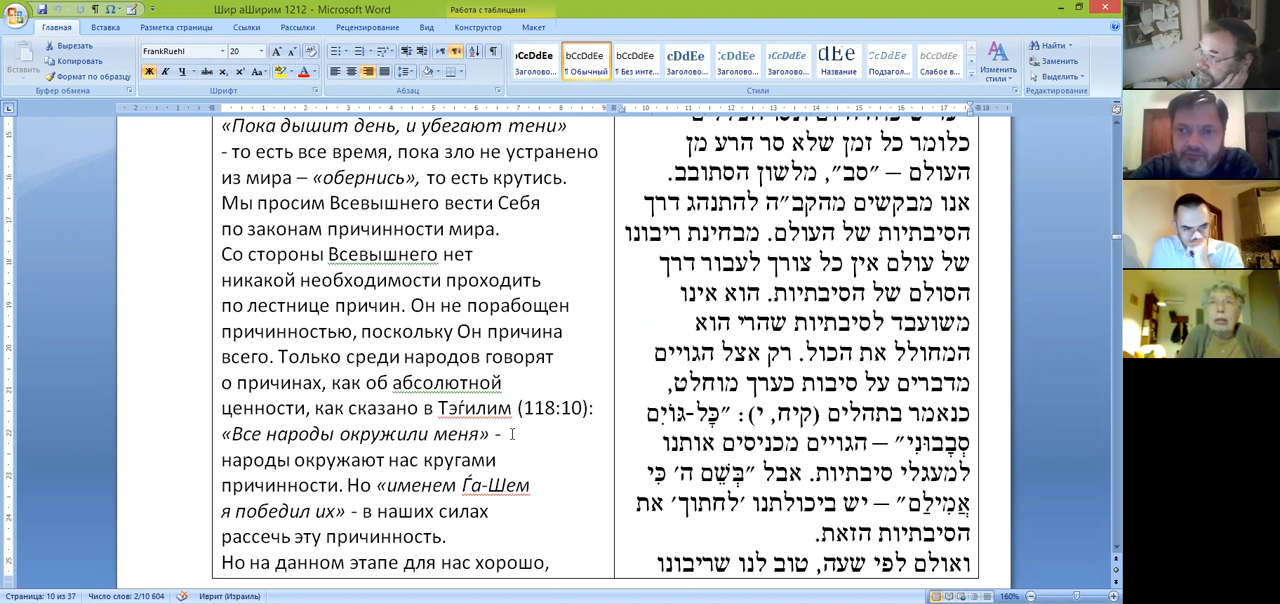 Шир аШирим 1212 - Microsoft Word
Работа с таблицами
Главная
Вставка
Разметка страницы
Ссылки
Рассылки
Рецензирование
Вид
Конструктор
Макет
Вставить
Вырезать
Копировать
Формат по образцу
Буфер обмена
FrankRuehl
20
Шрифт
Абзац
Заголово...
¶ Обычный
¶ Без инте...
Заголово...
Заголово...
Заголово...
Название
Подзагол...
Слабое в...
Изменить стили
Стили
Найти
Заменить
Выделить
Редактирование
«Пока дышит день, и убегают тени»
- то есть все время, пока зло не устранено
из мира – «обернись», то есть крутись.
Мы просим Всевышнего вести Себя
по законам причинности мира.
Со стороны Всевышнего нет
никакой необходимости проходить
по лестнице причин. Он не порабощен
причинностью, поскольку Он причина
всего. Только среди народов говорят
о причинах, как об абсолютной
ценности, как сказано в Тэѓилим (118:10):
«Все народы окружили меня» -
народы окружают нас кругами
причинности. Но «именем Ѓа-Шем
я победил их» - в наших силах
рассечь эту причинность.
Но на данном этапе для нас хорошо,
כלומר כל זמן שלא סר הרע מן
העולם – "סב", מלשון הסתובב.
אנו מבקשים מהקב"ה להתנהג דרך
הסיבתיות של העולם. מבחינת ריבונו
של עולם אין כל צורך לעבור דרך
הסולם של הסיבתיות. הוא אינו
משועבד לסיבתיות שהרי הוא
המחולל את הכול. רק אצל הגויים
מדברים על סיבות כערך מוחלט,
כנאמר בתהלים (קיח, י): "כָּל-גּוֹיִם
סְבָבוּנִי" – הגויים מכניסים אותנו
למעגלי סיבתיות. אבל "בְּשֵׁם ה' כִּי
אֲמִילַם" – יש ביכולתנו 'לחתוך' את
הסיבתיות הזאת.
ואולם לפי שעה, טוב לנו שריבונו
Страница: 10 из 37
Число слов: 2/10 604
Иврит (Израиль)
160%